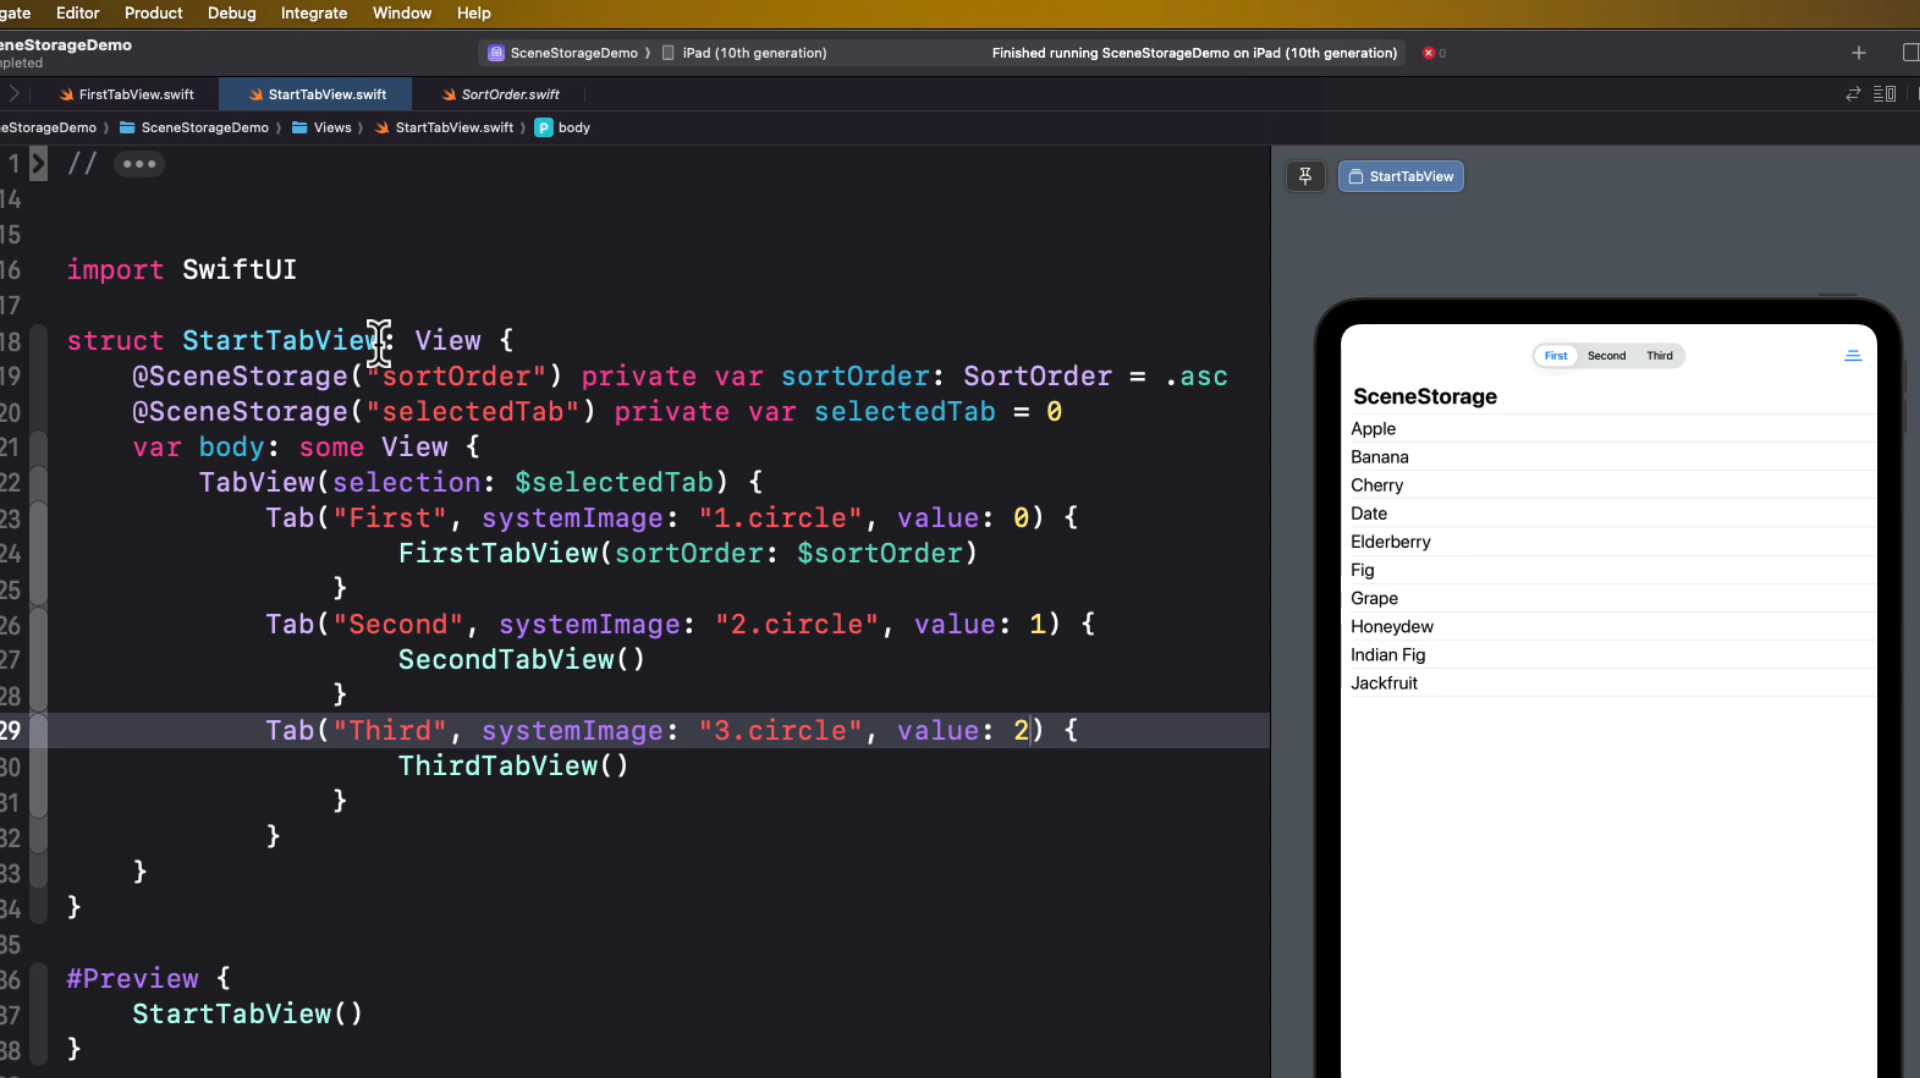 gate Editor Product Debug Integrate Window Help
eneStorageDemo
mpleted
SceneStorageDemo
iPad (10th generation)
Finished running SceneStorageDemo on iPad (10th generation)
0
FirstTabView.swift
StartTabView.swift
SortOrder.swift
eStorageDemo SceneStorageDemo Views StartTabView.swift P body
1 // •••
14
15
16 import SwiftUI
17
18 struct StartTabView: View {
19 @SceneStorage("sortOrder") private var sortOrder: SortOrder = .asc
20 @SceneStorage("selectedTab") private var selectedTab = 0
21 var body: some View {
22 TabView(selection: $selectedTab) {
23 Tab("First", systemImage: "1.circle", value: 0) {
24 FirstTabView(sortOrder: $sortOrder)
25 }
26 Tab("Second", systemImage: "2.circle", value: 1) {
27 SecondTabView()
28 }
29 Tab("Third", systemImage: "3.circle", value: 2) {
30 ThirdTabView()
31 }
32 }
33 }
34 }
35
36 #Preview {
37 StartTabView()
38 }
StartTabView
First Second Third
SceneStorage
Apple
Banana
Cherry
Date
Elderberry
Fig
Grape
Honeydew
Indian Fig
Jackfruit